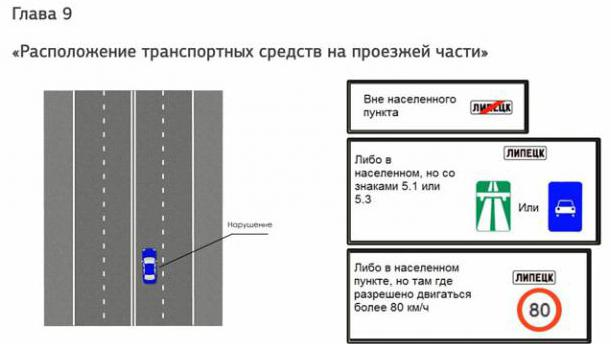 Глава 9
«Расположение транспортных средств на проезжей части»
Нарушение
Вне населенного
пункта
ЛИПЕЦК
ЛИПЕЦК
Либо в
населенном, но со
знаками 5.1 или
5.3
Или
Либо в населенном
пункте, но там где
разрешено двигаться
более 80 км/ч
ЛИПЕЦК
80